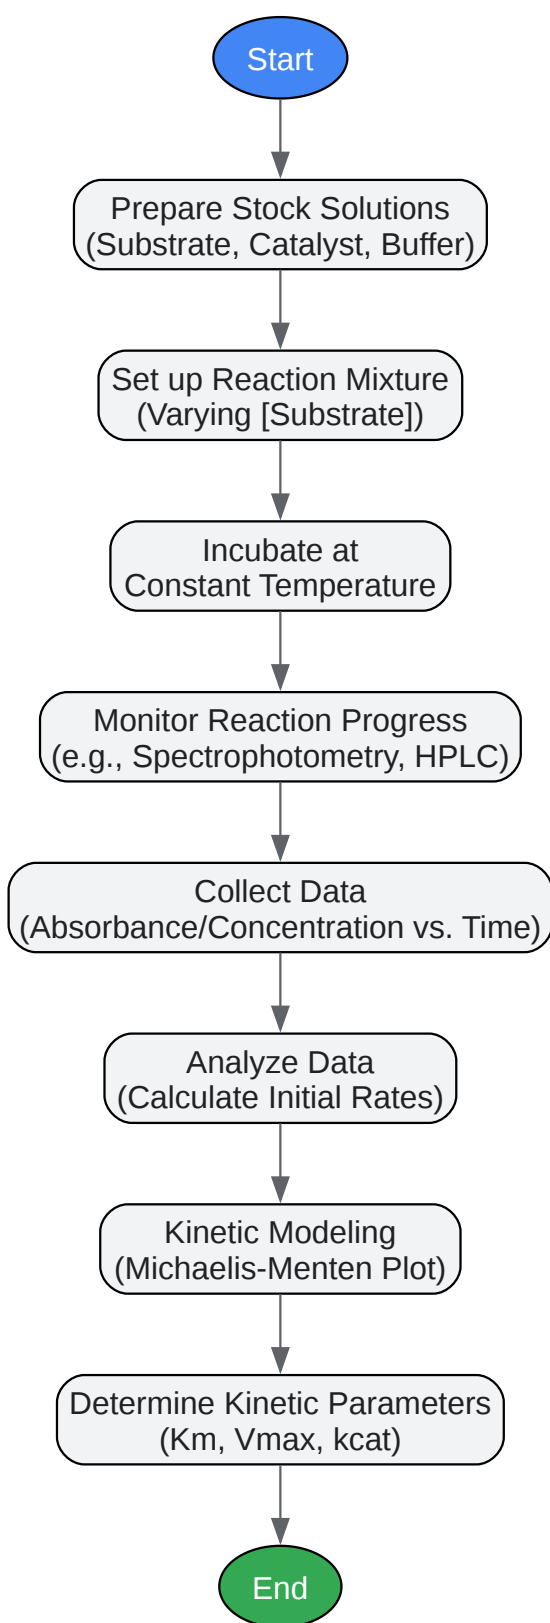 Start
Prepare Stock Solutions
(Substrate, Catalyst, Buffer)
Set up Reaction Mixture
(Varying [Substrate])
Incubate at
Constant Temperature
Monitor Reaction Progress
(e.g., Spectrophotometry, HPLC)
Collect Data
(Absorbance/Concentration vs. Time)
Analyze Data
(Calculate Initial Rates)
Kinetic Modeling
(Michaelis-Menten Plot)
Determine Kinetic Parameters
(Km, Vmax, kcat)
End